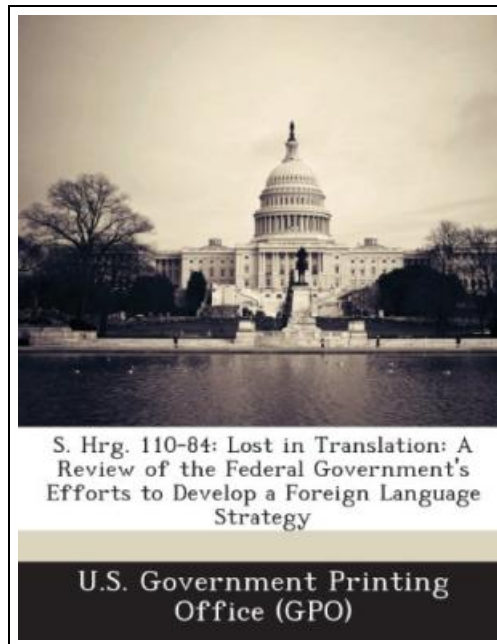 S. Hrg. 110-84: Lost in Translation: A
Review of the Federal Government's
Efforts to Develop a Foreign Language
Strategy
U.S. Government Printing
Office (GPO)